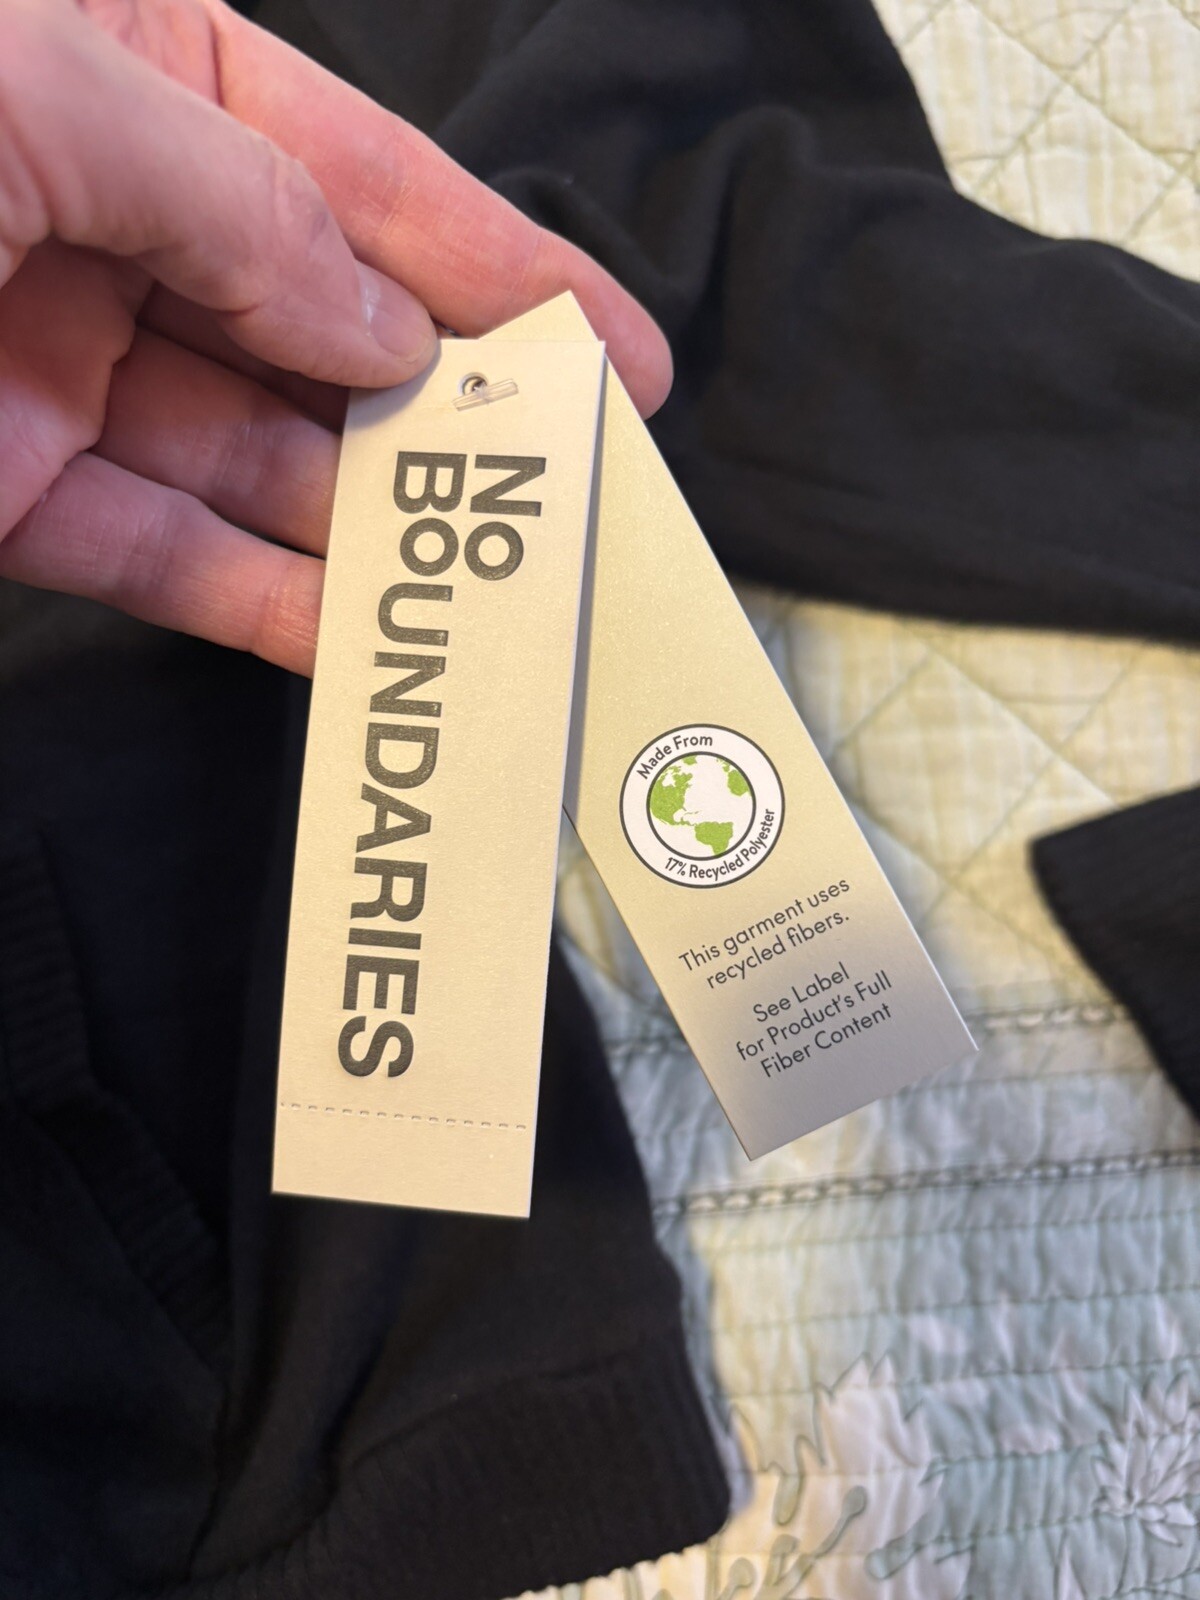 NO
BOUNDARIES
Made From
17% Recycled Polyester
This garment uses
recycled fibers.
See Label
for Product's Full
Fiber Content